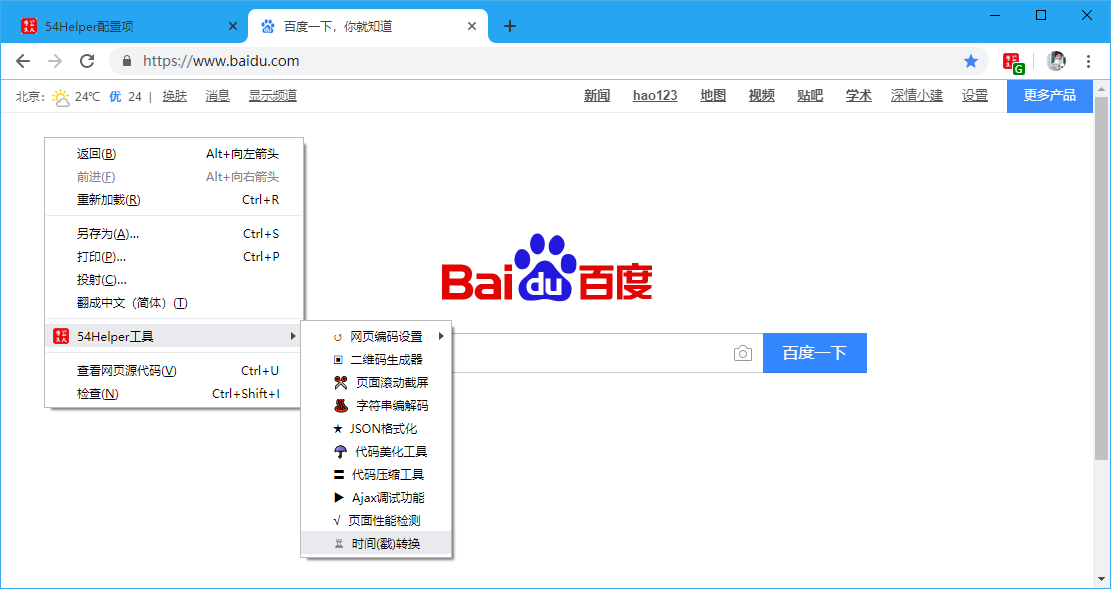 54Helper配置项
百度一下，你就知道
https://www.baidu.com
G
北京: 24℃ 优 24 | 换肤 消息 显示频道 新闻 hao123 地图 视频 贴吧 学术 深情小建 设置 更多产品
返回(B) Alt+向左箭头
前进(F) Alt+向右箭头
重新加载(R) Ctrl+R
另存为(A)... Ctrl+S
打印(P)... Ctrl+P
投射(C)...
翻成中文（简体）(T)
54Helper工具
查看网页源代码(V) Ctrl+U
检查(N) Ctrl+Shift+I
网页编码设置
二维码生成器
页面滚动截屏
字符串编解码
JSON格式化
代码美化工具
代码压缩工具
Ajax调试功能
√ 页面性能检测
时间(戳)转换
Bai du 百度
百度一下